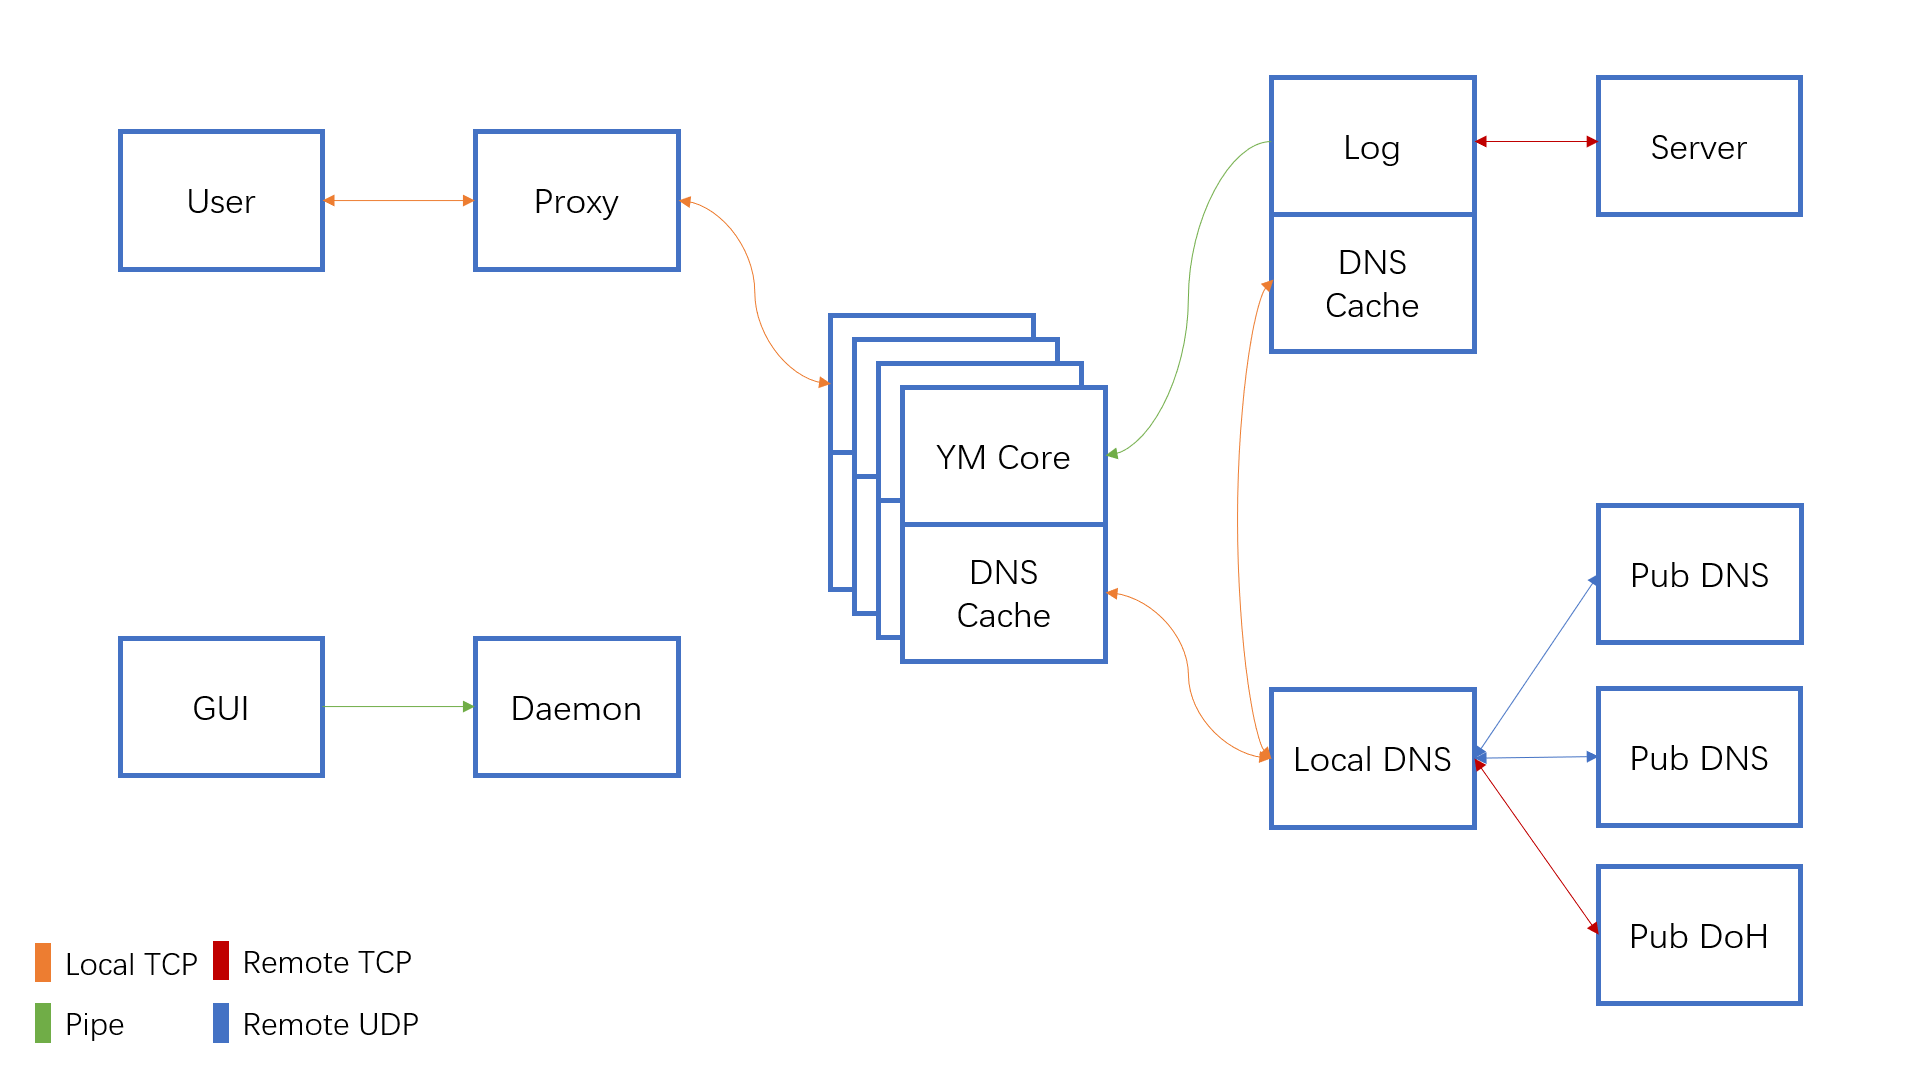 User
Proxy
Log
Server
DNS
Cache
YM Core
DNS
Cache
GUI
Daemon
Local DNS
Pub DNS
Pub DNS
Pub DoH
Local TCP
Remote TCP
Pipe
Remote UDP